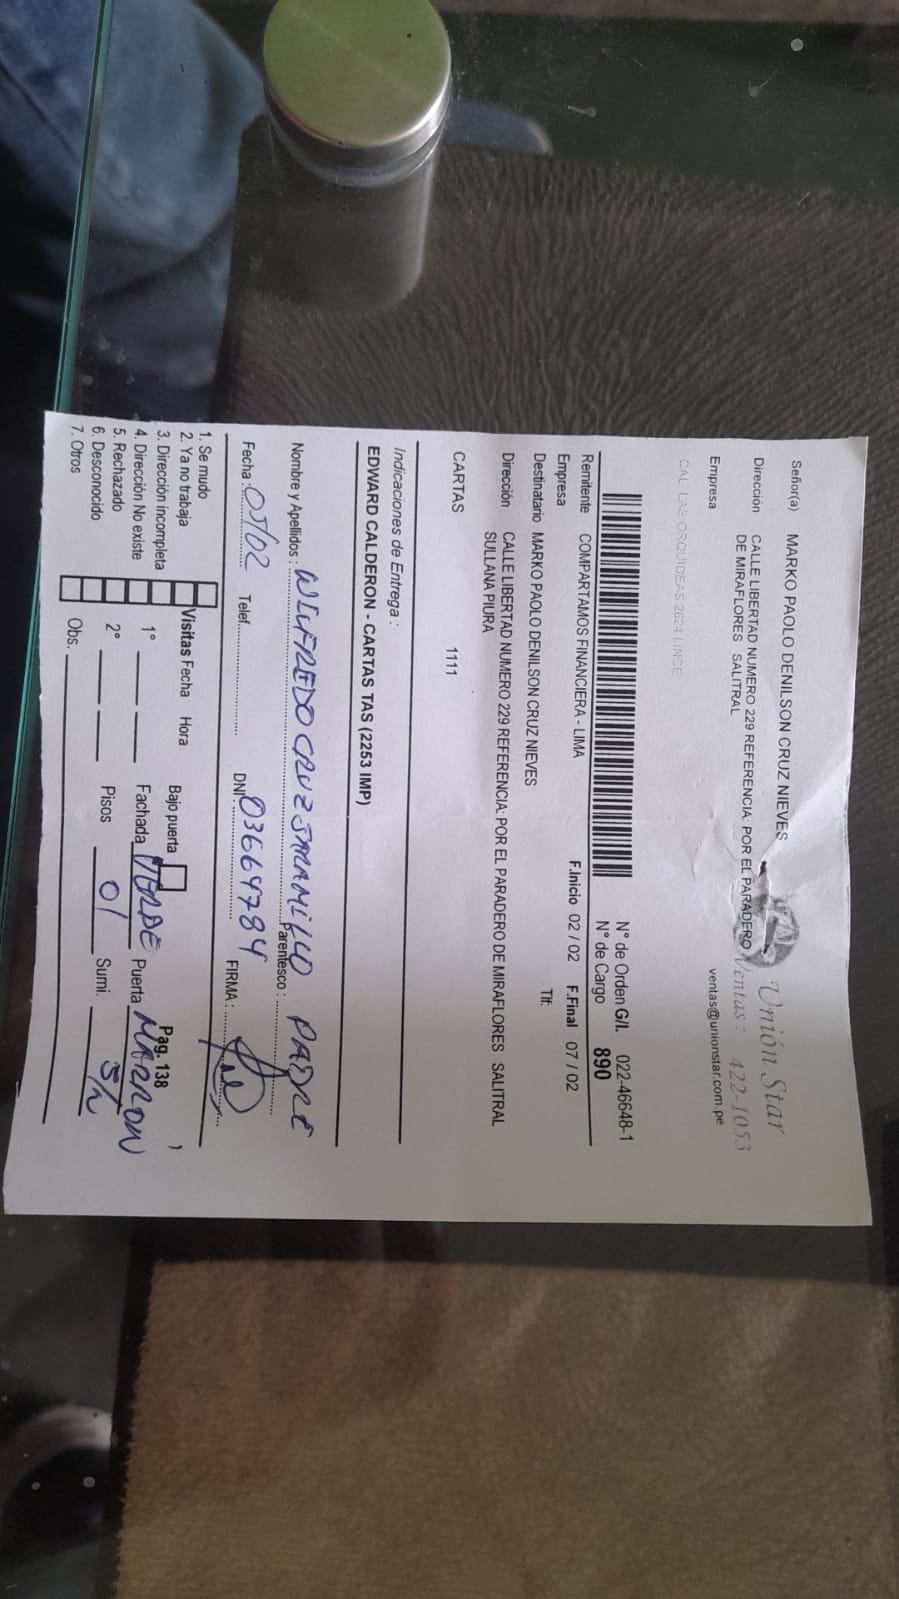 Señor(a) MARKO PAOLO DENILSON CRUZ NIEVES
Unión Star
Dirección CALLE LIBERTAD NUMERO 229 REFERENCIA: POR EL PARADERO
DE MIRAFLORES SALITRAL
Ventas: 422-1053
Empresa
ventas@unionstar.com.pe
CAL LAS ORQUIDEAS 2624 LINCE
N° de Orden G/I. 022-46648-1
N° de Cargo 890
Remitente COMPARTAMOS FINANCIERA - LIMA
F.Inicio 02 / 02 F.Final 07 / 02
Empresa
Tlf:
Destinatario MARKO PAOLO DENILSON CRUZ NIEVES
Dirección CALLE LIBERTAD NUMERO 229 REFERENCIA: POR EL PARADERO DE MIRAFLORES SALITRAL
SULLANA PIURA
CARTAS 1111
Indicaciones de Entrega :
EDWARD CALDERON - CARTAS TAS (2253 IMP)
Nombre y Apellidos : WILFREDO CRUZ JARAMILLO Parentesco : PADRE
Fecha : 05/02 Telef. DNI: 03664784 FIRMA :
1. Se mudo
2. Ya no trabaja
3. Dirección incompleta
4. Dirección No existe
5. Rechazado
6. Desconocido
7. Otros
Visitas Fecha Hora
1°
2°
Obs.
Bajo puerta
Pag. 138
Fachada VERDE Puerta MARRON
Pisos 01 Sumi. S/N